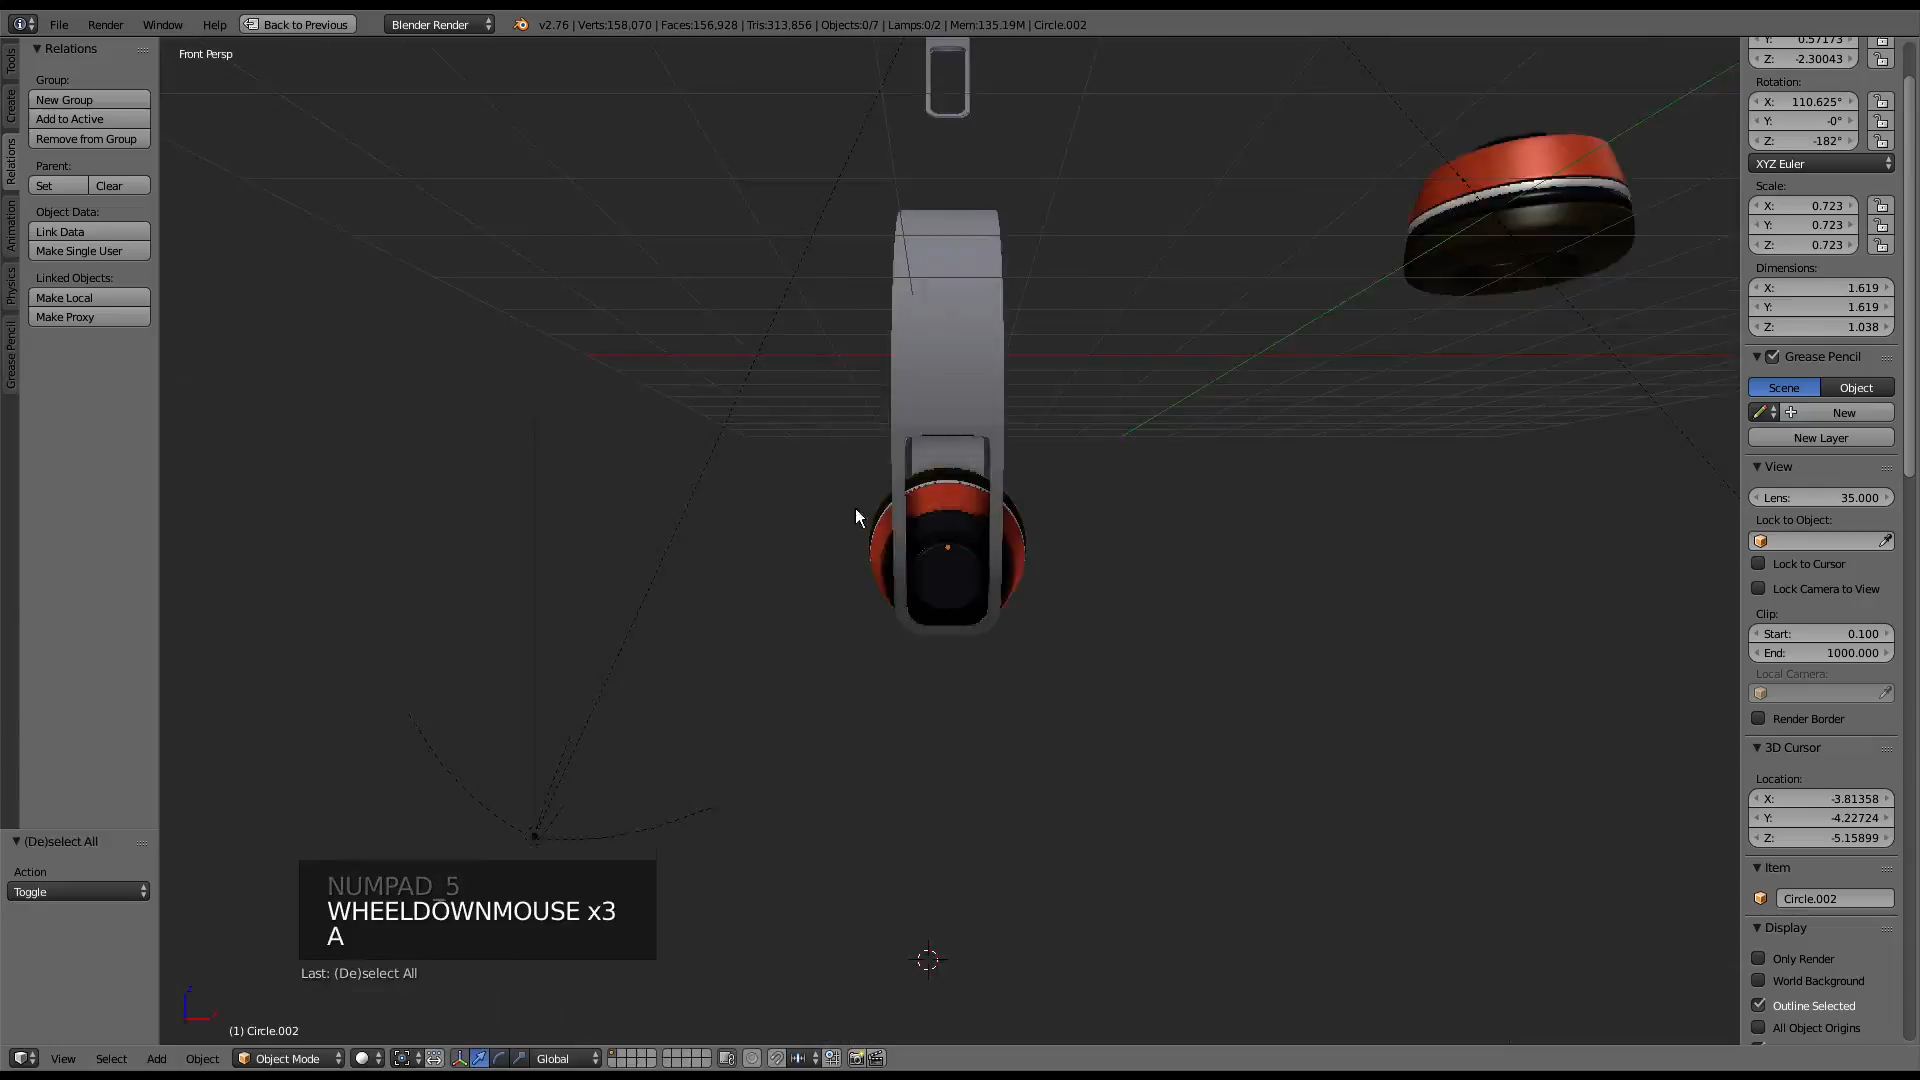 File Render Window Help Back to Previous Blender Render v2.76 | Verts:158,070 | Faces:156,928 | Tris:313,856 | Objects:0/7 | Lamps:0/2 | Mem:135.19M | Circle.002
Tools
Create
Relations
Animation
Physics
Grease Pencil
Relations
Group:
New Group
Add to Active
Remove from Group
Parent:
Set Clear
Object Data:
Link Data
Make Single User
Linked Objects:
Make Local
Make Proxy
(De)select All
Action
Toggle
Front Persp
NUMPAD_5
WHEELDOWNMOUSE x3
A
Last: (De)select All
z
x
(1) Circle.002
Y: 0.57173
Z: -2.30043
Rotation:
X: 110.625°
Y: -0°
Z: -182°
XYZ Euler
Scale:
X: 0.723
Y: 0.723
Z: 0.723
Dimensions:
X: 1.619
Y: 1.619
Z: 1.038
Grease Pencil
Scene Object
New
New Layer
View
Lens: 35.000
Lock to Object:
Lock to Cursor
Lock Camera to View
Clip:
Start: 0.100
End: 1000.000
Local Camera:
Render Border
3D Cursor
Location:
X: -3.81358
Y: -4.22724
Z: -5.15899
Item
Circle.002
Display
Only Render
World Background
Outline Selected
All Object Origins
View Select Add Object Object Mode Global